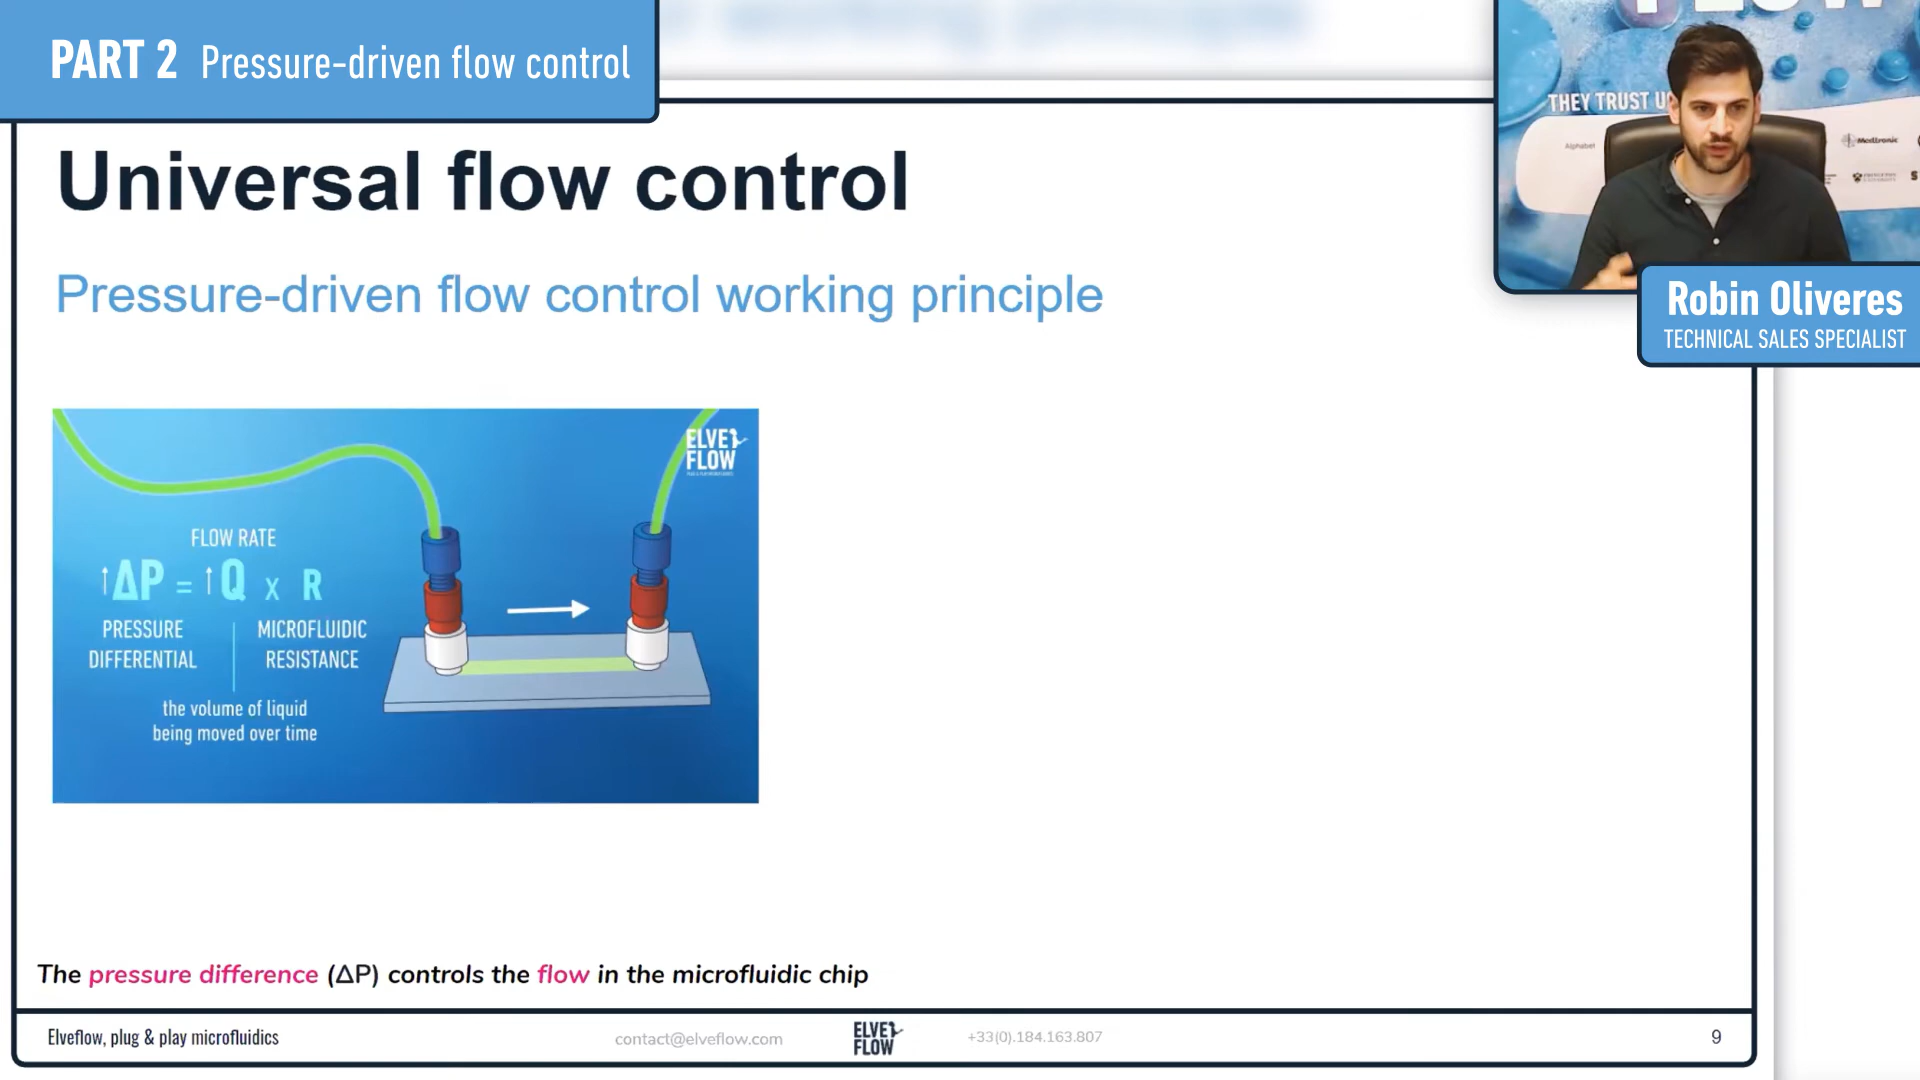 PART 2 Pressure-driven flow control
THEY TRUST U
Alphabet
Medtronic
Robin Oliveres
TECHNICAL SALES SPECIALIST
Universal flow control
Pressure-driven flow control working principle
ELVE
FLOW
FLOW RATE
↑ΔP = ↑Q x R
PRESSURE
DIFFERENTIAL
MICROFLUIDIC
RESISTANCE
the volume of liquid
being moved over time
The pressure difference (ΔP) controls the flow in the microfluidic chip
Elveflow, plug & play microfluidics
contact@elveflow.com
ELVE
FLOW
+33(0).184.163.807
9